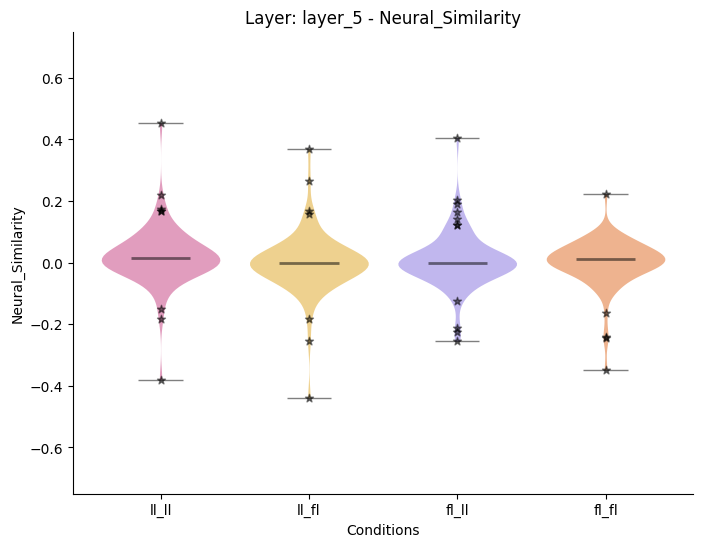 Layer: layer_5 - Neural_Similarity
0.6
0.4
0.2
0.0
−0.2
−0.4
−0.6
Neural_Similarity
ll_ll
ll_fl
fl_ll
fl_fl
Conditions